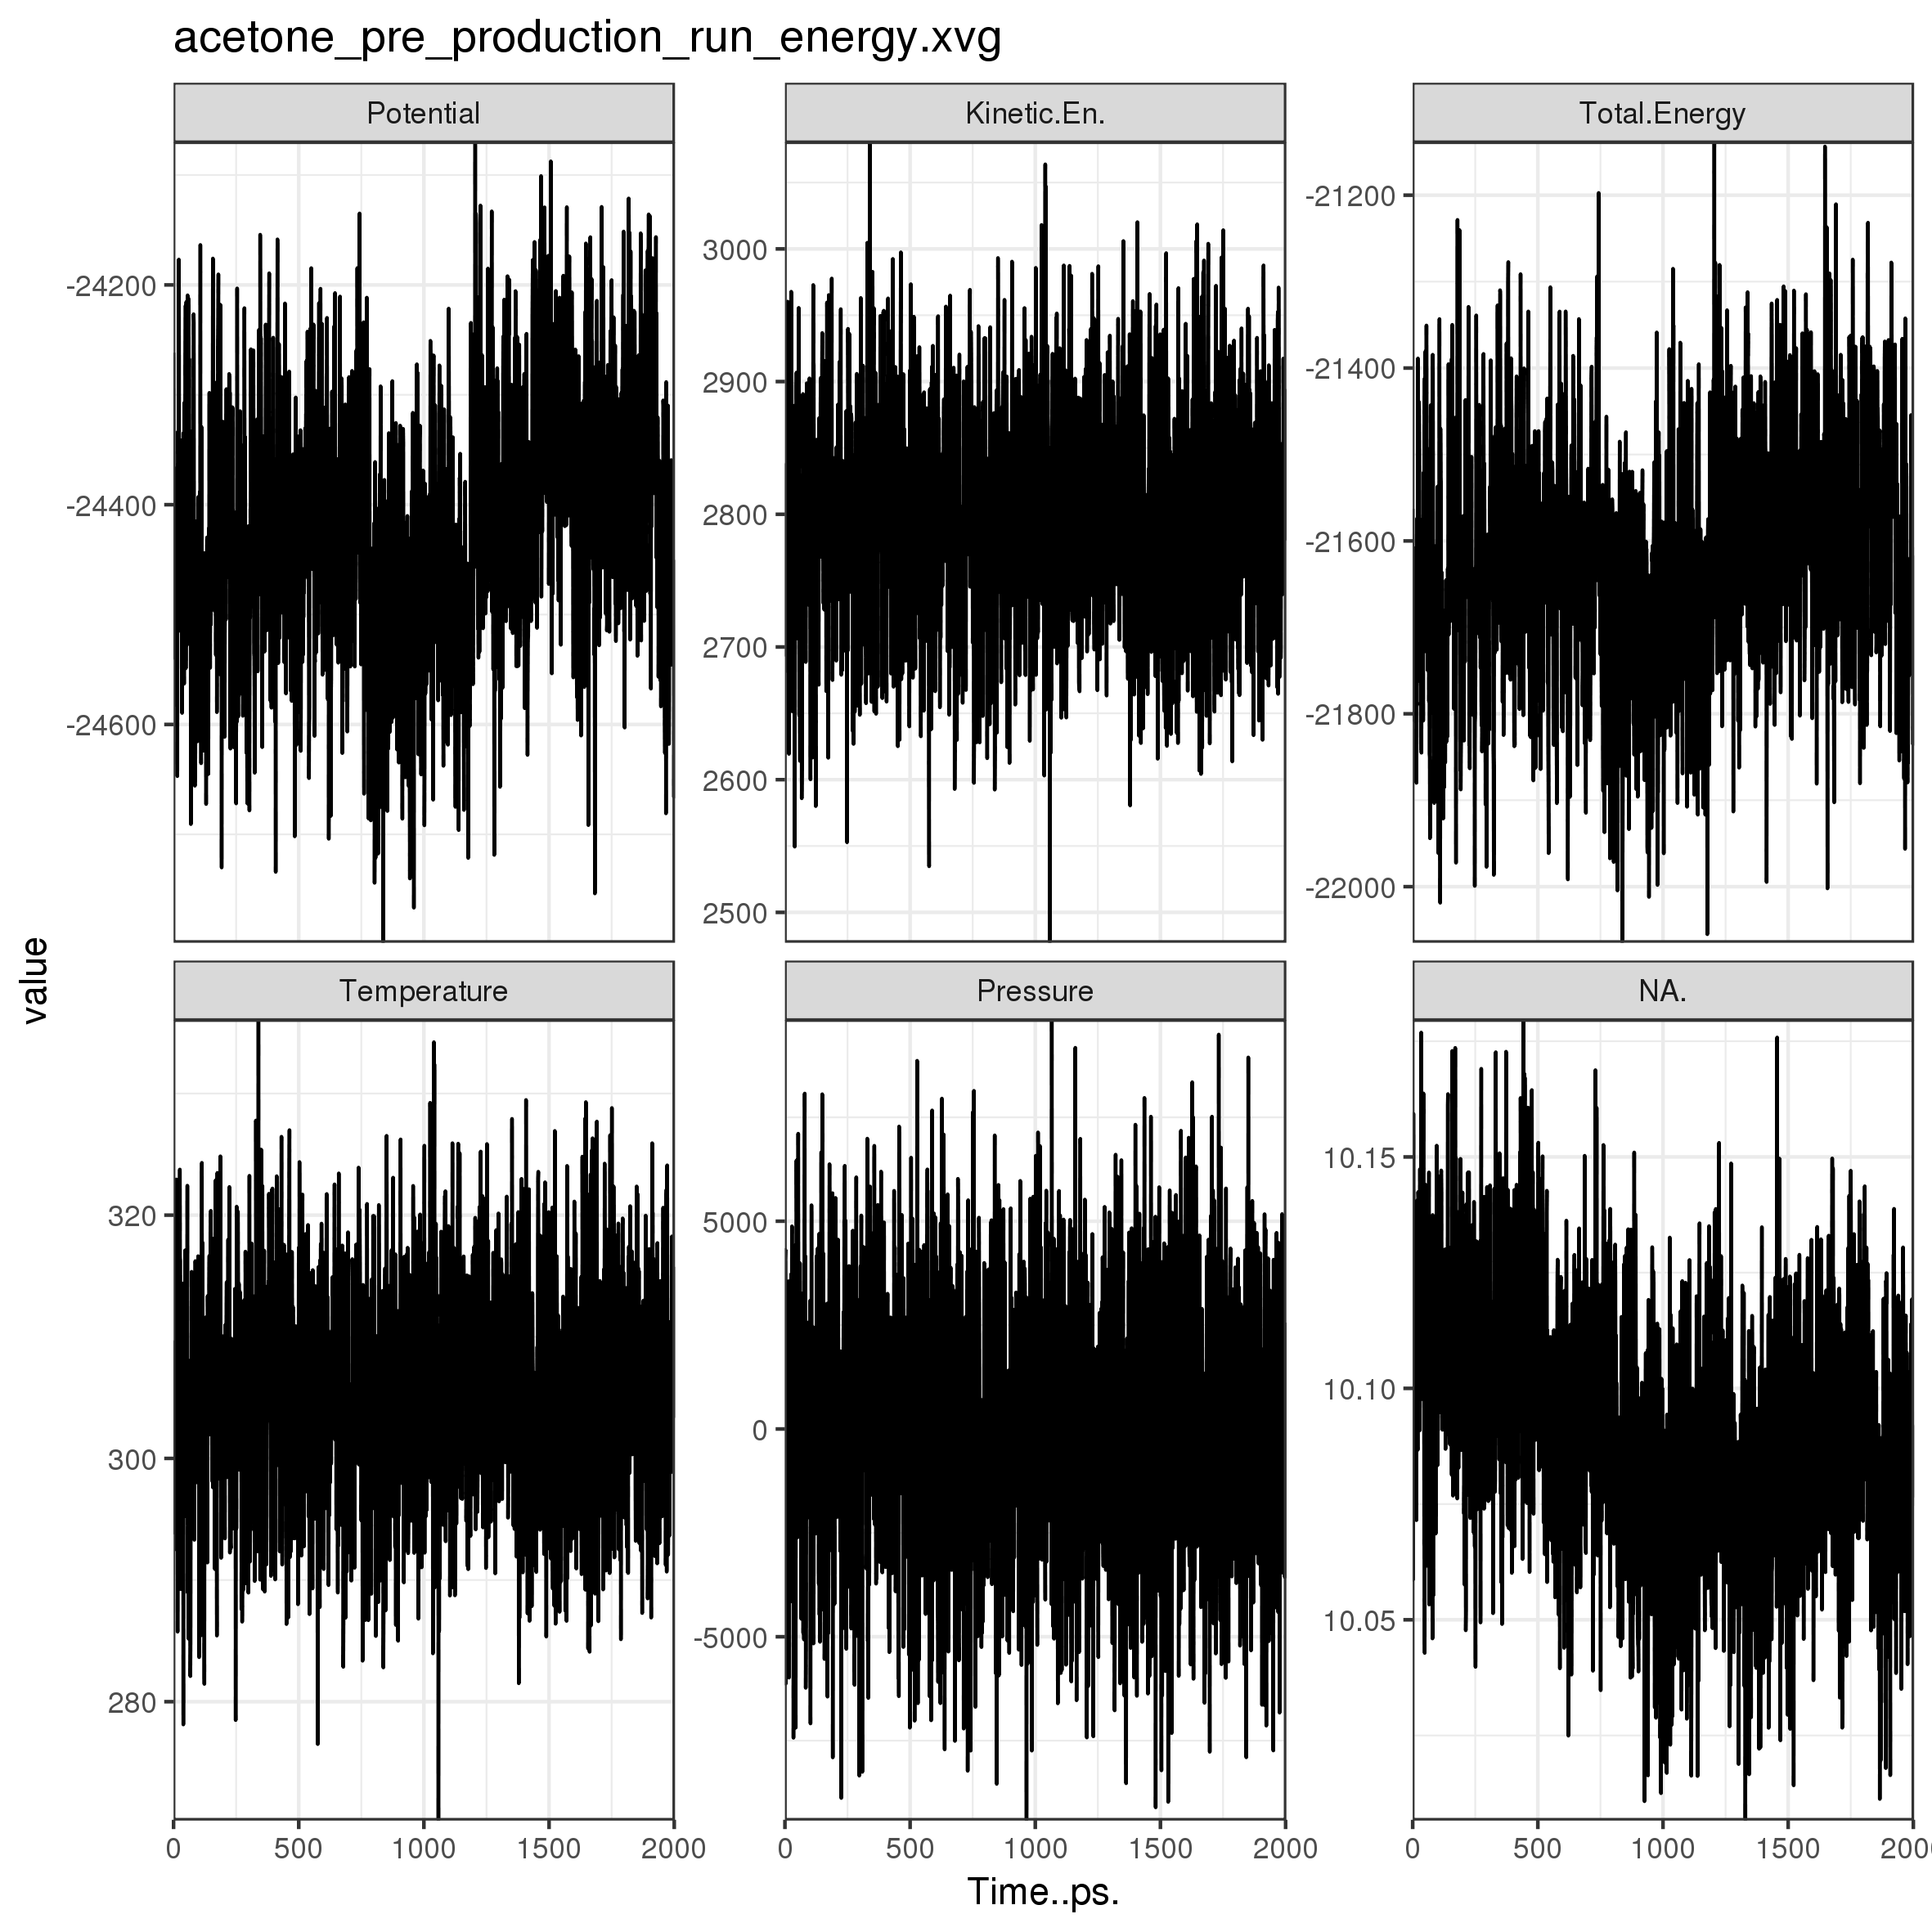 acetone_pre_production_run_energy.xvg
Potential
Kinetic.En.
Total.Energy
-24200
-24400
-24600
3000
2900
2800
2700
2600
2500
-21200
-21400
-21600
-21800
-22000
value
Temperature
Pressure
NA.
320
300
280
5000
0
-5000
10.15
10.10
10.05
0 500 1000 1500 2000
0 500 1000 1500 2000
0 500 1000 1500 200
Time..ps.